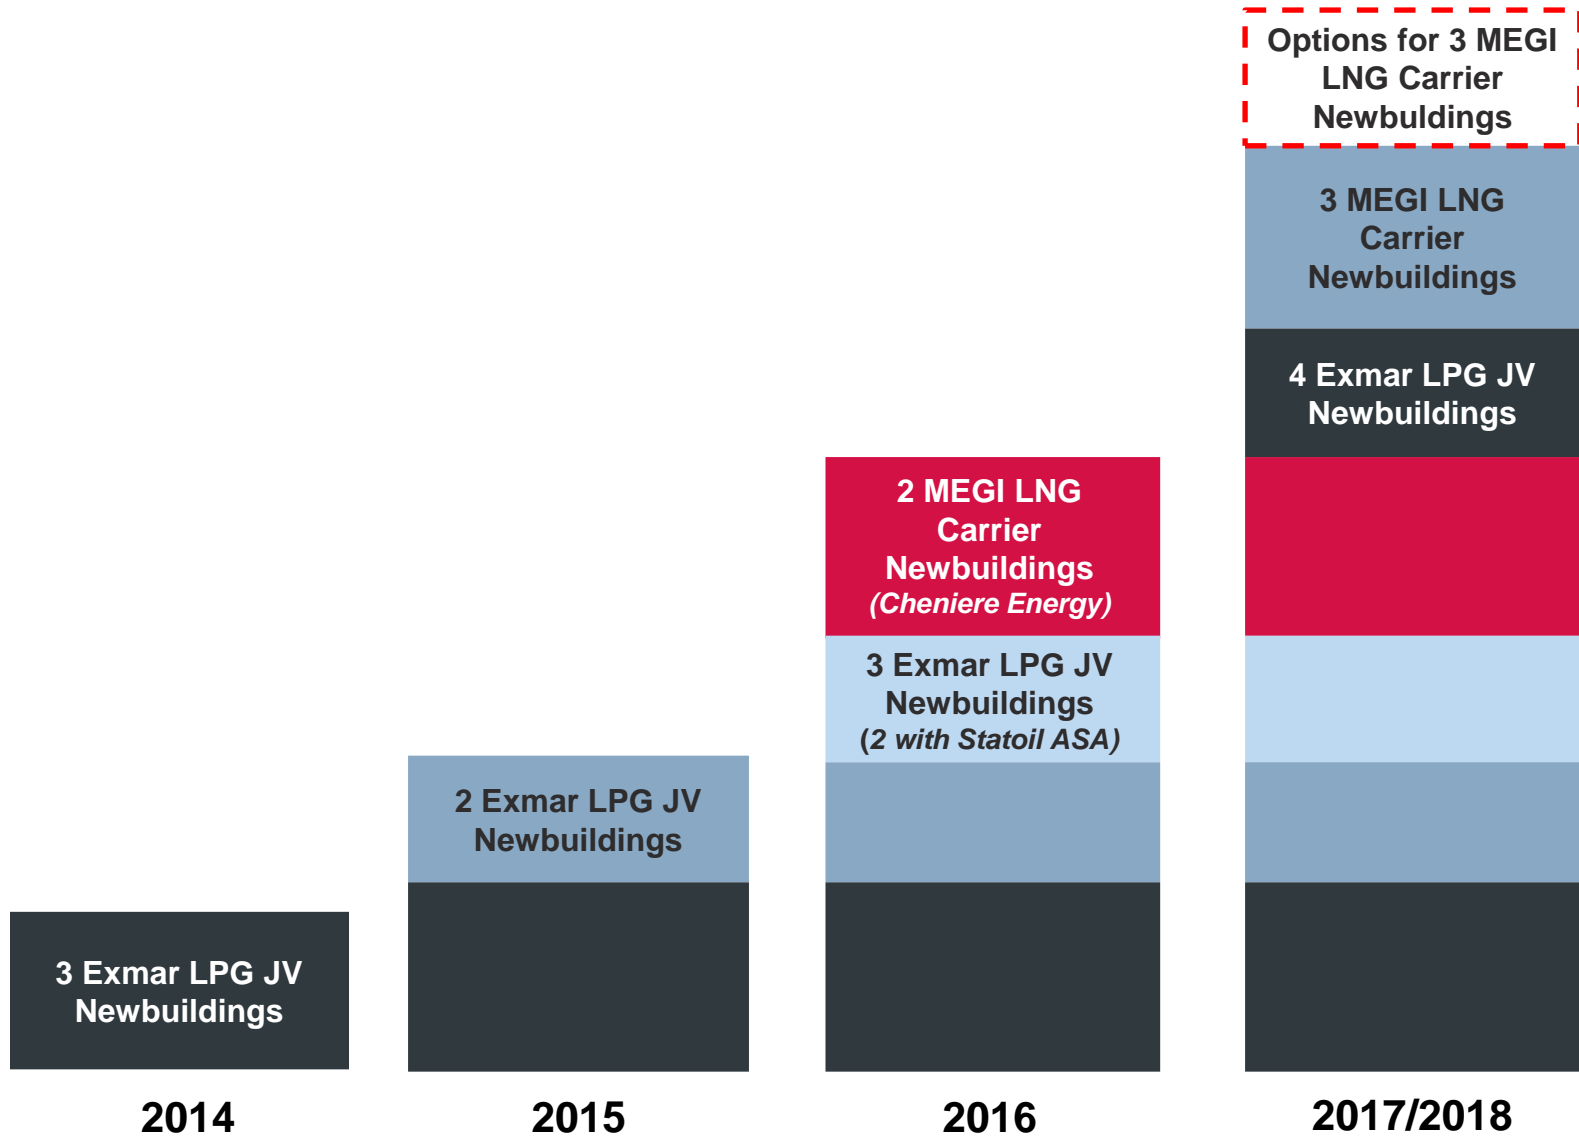 Options for 3 MEGI
LNG Carrier
Newbuldings
3 MEGI LNG
Carrier
Newbuildings
4 Exmar LPG JV
Newbuildings
2 MEGI LNG
Carrier
Newbuildings
(Cheniere Energy)
3 Exmar LPG JV
Newbuildings
(2 with Statoil ASA)
2 Exmar LPG JV
Newbuildings
3 Exmar LPG JV
Newbuildings
2014
2015
2016
2017/2018